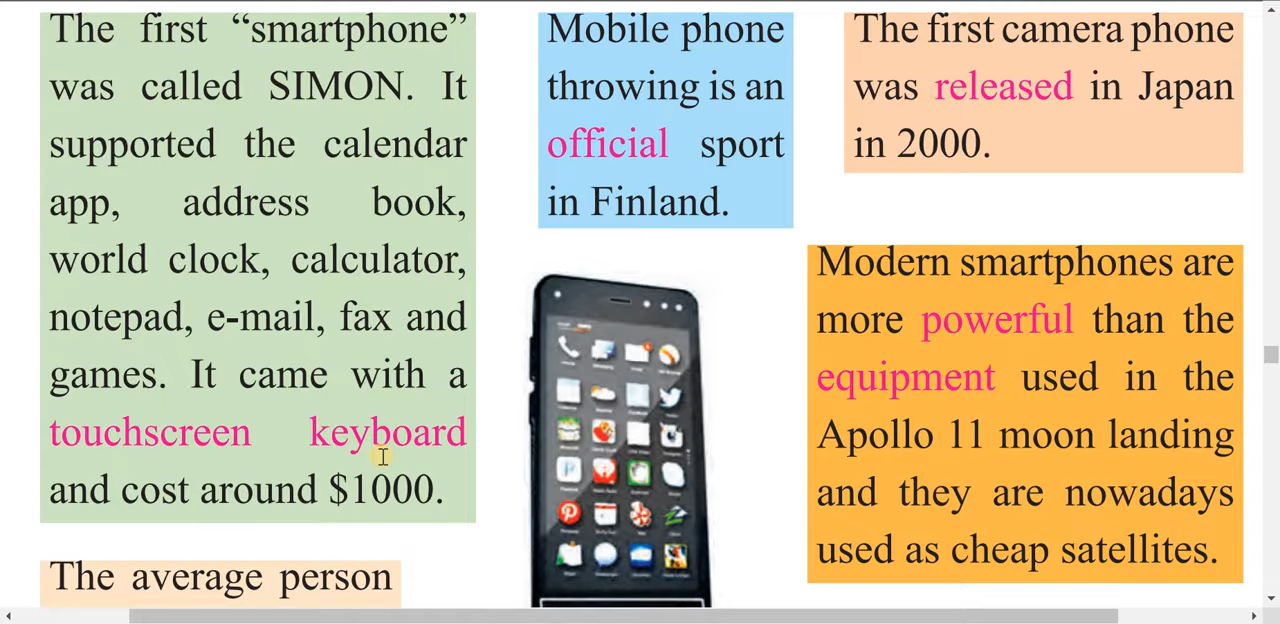 The first “smartphone”
was called SIMON. It
supported the calendar
app, address book,
world clock, calculator,
notepad, e-mail, fax and
games. It came with a
touchscreen keyboard
and cost around $1000.
Mobile phone
throwing is an
official sport
in Finland.
The first camera phone
was released in Japan
in 2000.
Modern smartphones are
more powerful than the
equipment used in the
Apollo 11 moon landing
and they are nowadays
used as cheap satellites.
The average person